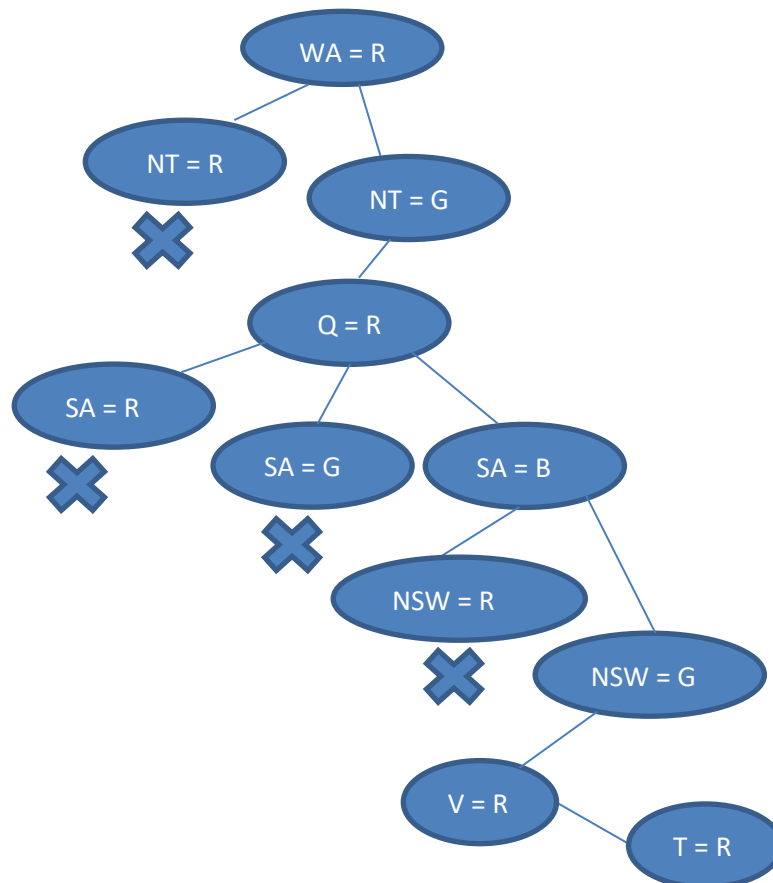 WA = R
NT = R
NT = G
Q = R
SA = R
SA = G
SA = B
NSW = R
NSW = G
V = R
T = R